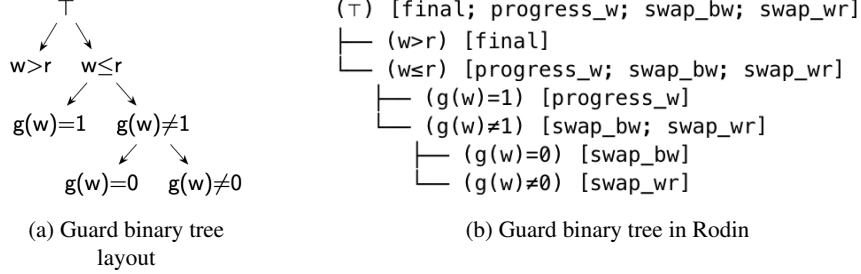 ⊤
w>r w≤r
g(w)=1 g(w)≠1
g(w)=0 g(w)≠0
(a) Guard binary tree
layout
(⊤) [final; progress_w; swap_bw; swap_wr]
├── (w>r) [final]
└── (w≤r) [progress_w; swap_bw; swap_wr]
├── (g(w)=1) [progress_w]
└── (g(w)≠1) [swap_bw; swap_wr]
├── (g(w)=0) [swap_bw]
└── (g(w)≠0) [swap_wr]
(b) Guard binary tree in Rodin